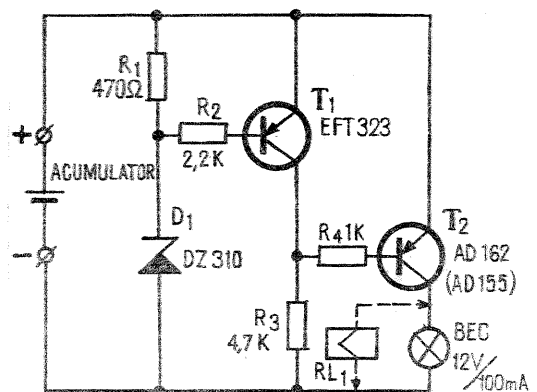 R1
470Ω
R2
2,2K
T1
EFT 323
+
ACUMULATOR
-
D1
DZ 310
R4 1K
T2
AD 162
(AD 155)
R3
4,7K
RL1
BEC
12V/100mA